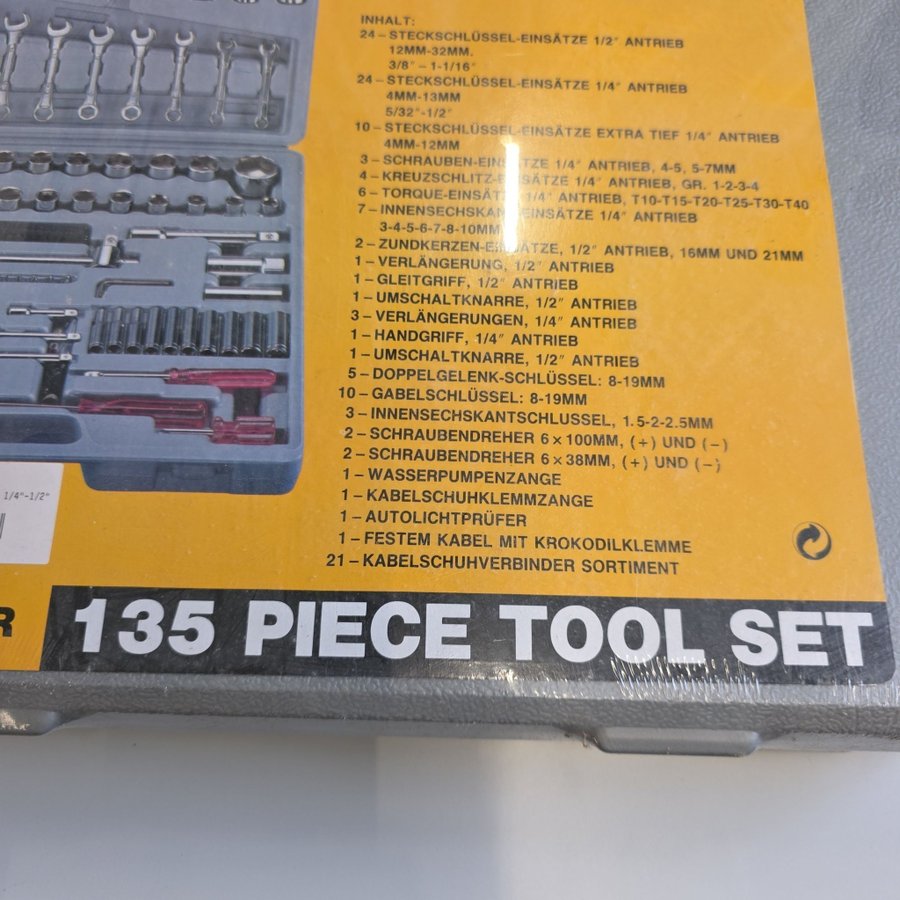 INHALT:
24 – STECKSCHLÜSSEL-EINSÄTZE 1/2" ANTRIEB
12MM-32MM.
3/8" – 1-1/16"
24 – STECKSCHLÜSSEL-EINSÄTZE 1/4" ANTRIEB
4MM-13MM
5/32"-1/2"
10 – STECKSCHLÜSSEL-EINSÄTZE EXTRA TIEF 1/4" ANTRIEB
4MM-12MM
3 – SCHRAUBEN-EINSÄTZE 1/4" ANTRIEB, 4-5, 5-7MM
4 – KREUZSCHLITZ-EINSÄTZE 1/4" ANTRIEB, GR. 1-2-3-4
6 – TORQUE-EINSÄTZE 1/4" ANTRIEB, T10-T15-T20-T25-T30-T40
7 – INNENSECHSKANT-EINSÄTZE 1/4" ANTRIEB
3-4-5-6-7-8-10MM
2 – ZUNDKERZEN-EINSÄTZE, 1/2" ANTRIEB, 16MM UND 21MM
1 – VERLÄNGERUNG, 1/2" ANTRIEB
1 – GLEITGRIFF, 1/2" ANTRIEB
1 – UMSCHALTKNARRE, 1/2" ANTRIEB
3 – VERLÄNGERUNGEN, 1/4" ANTRIEB
1 – HANDGRIFF, 1/4" ANTRIEB
1 – UMSCHALTKNARRE, 1/2" ANTRIEB
5 – DOPPELGELENK-SCHLÜSSEL: 8-19MM
10 – GABELSCHLÜSSEL: 8-19MM
3 – INNENSECHSKANTSCHLUSSEL, 1.5-2-2.5MM
2 – SCHRAUBENDREHER 6 × 100MM, (+) UND (–)
2 – SCHRAUBENDREHER 6 × 38MM, (+) UND (–)
1 – WASSERPUMPENZANGE
1 – KABELSCHUHKLEMMZANGE
1 – AUTOLICHTPRÜFER
1 – FESTEM KABEL MIT KROKODILKLEMME
21 – KABELSCHUHVERBINDER SORTIMENT
1/4"-1/2"
R
135 PIECE TOOL SET